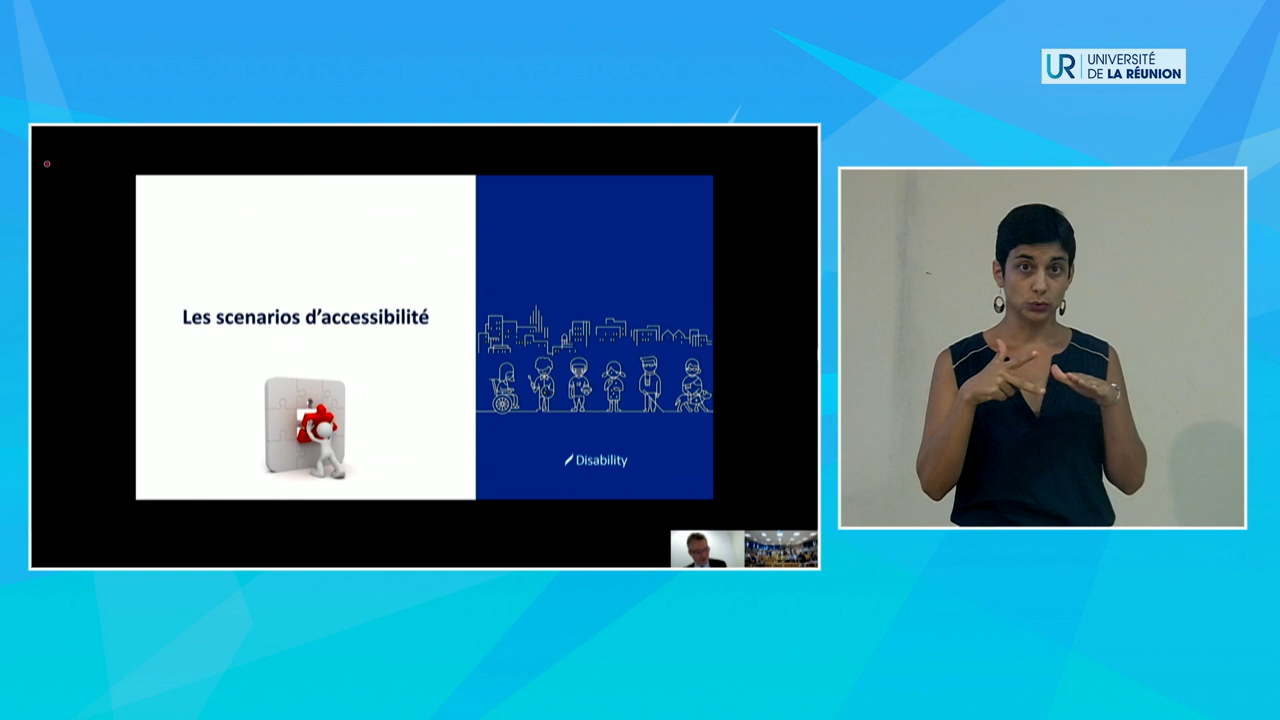 UR UNIVERSITÉ
DE LA RÉUNION
Les scenarios d'accessibilité
Disability